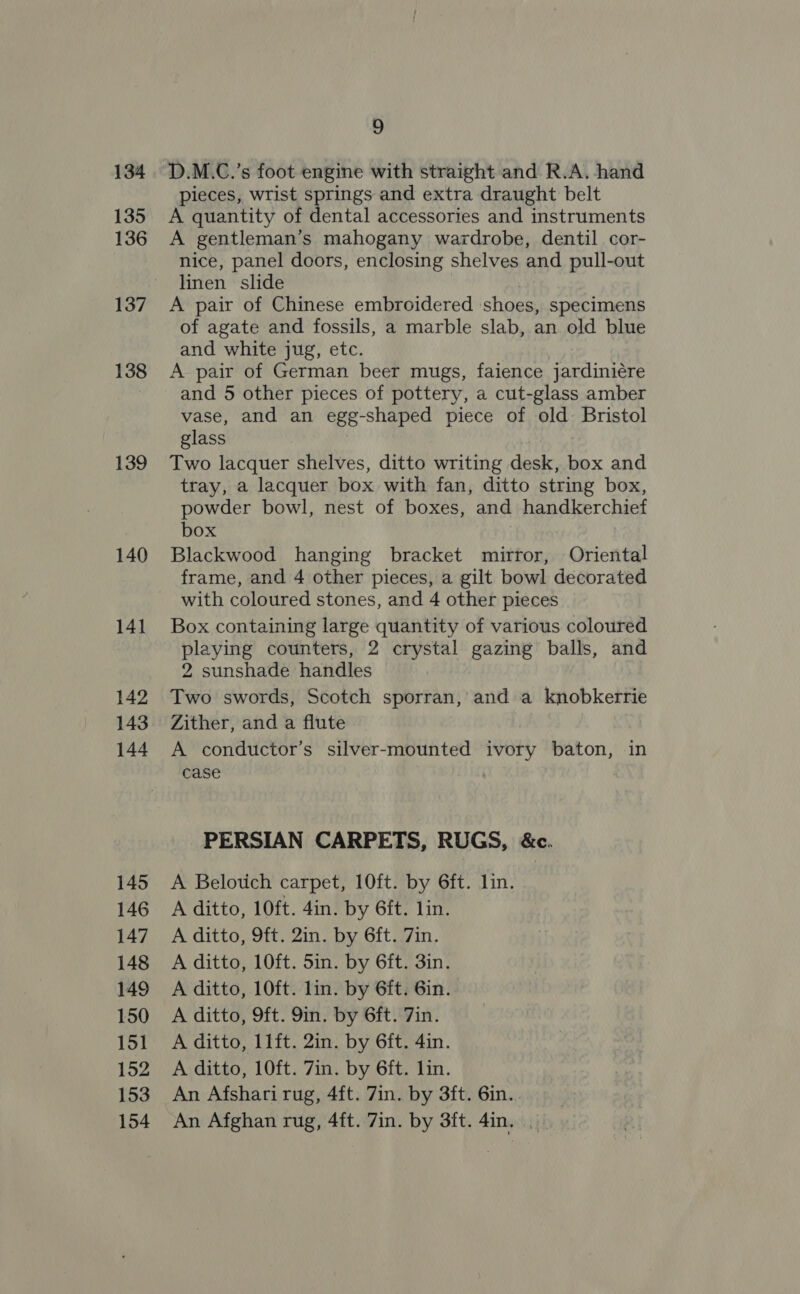 9
134 D.M.C.'s foot engine with straight and R.A. hand
pieces, wrist springs and extra draught belt
135 A quantity of dental accessories and instruments
136 A gentleman's mahogany wardrobe, dentil cor-
nice, panel doors, enclosing shelves and pull-out
linen slide
137 A pair of Chinese embroidered shoes, specimens
of agate and fossils, a marble slab, an old blue
and white jug, etc.
138 A pair of German beer mugs, faience jardinière
and 5 other pieces of pottery, a cut-glass amber
vase, and an egg-shaped piece of old Bristol
glass
139 Two lacquer shelves, ditto writing desk, box and
tray, a lacquer box with fan, ditto string box,
powder bowl, nest of boxes, and handkerchief
box
140 Blackwood hanging bracket mirror, Oriental
frame, and 4 other pieces, a gilt bowl decorated
with coloured stones, and 4 other pieces
141 Box containing large quantity of various coloured
playing counters, 2 crystal gazing balls, and
2 sunshade handles
142 Two swords, Scotch sporran, and a knobkerrie
143 Zither, and a flute
144 A conductor's silver-mounted ivory baton, in
case
PERSIAN CARPETS, RUGS, &c.
145 A Belouch carpet, 10ft. by 6ft. 1in.
146 A ditto, 10ft. 4in. by 6ft. 1in.
147 A ditto, 9ft. 2in. by 6ft. 7in.
148 A ditto, 10ft. 5in. by 6ft. 3in.
149 A ditto, 10ft. 1in. by 6ft. 6in.
150 A ditto, 9ft. 9in. by 6ft. 7in.
151 A ditto, 11ft. 2in. by 6ft. 4in.
152 A ditto, 10ft. 7in. by 6ft. 1in.
153 An Afshari rug, 4ft. 7in. by 3ft. 6in.
154 An Afghan rug, 4ft. 7in. by 3ft. 4in.